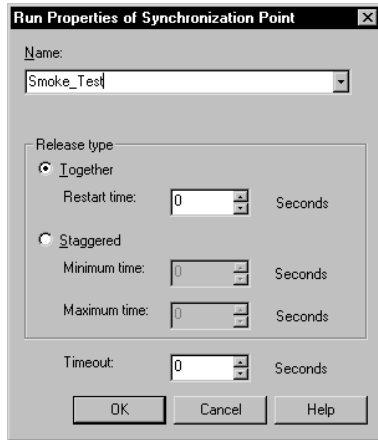 Run Properties of Synchronization Point
Name:
Smoke_Test
Release type
Together
Restart time: 0 Seconds
Staggered
Minimum time: 0 Seconds
Maximum time: 0 Seconds
Timeout: 0 Seconds
OK Cancel Help